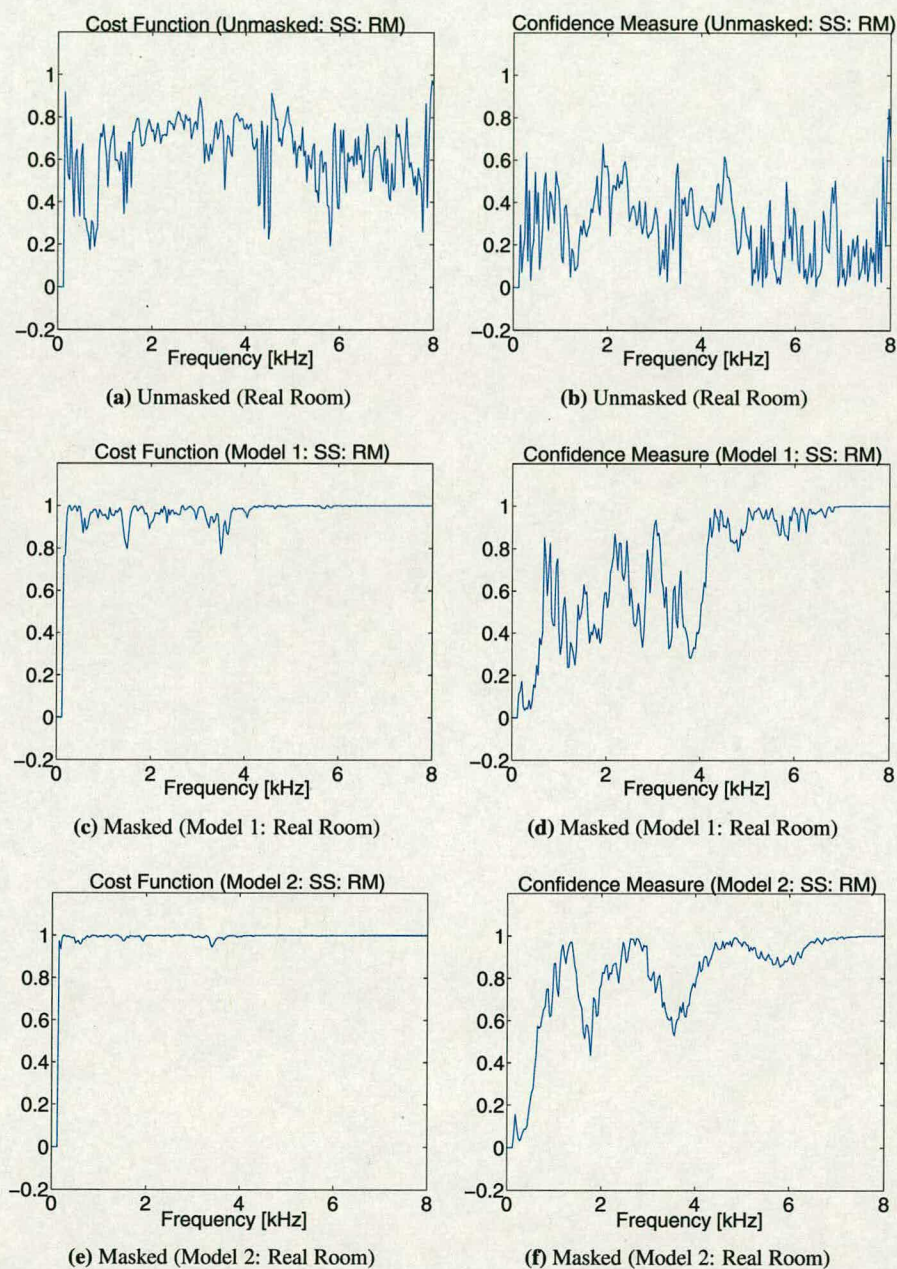 Cost Function (Unmasked: SS: RM)
1
0.8
0.6
0.4
0.2
0
−0.2
0 2 4 6 8
Frequency [kHz]
(a) Unmasked (Real Room)
Confidence Measure (Unmasked: SS: RM)
1
0.8
0.6
0.4
0.2
0
−0.2
0 2 4 6 8
Frequency [kHz]
(b) Unmasked (Real Room)
Cost Function (Model 1: SS: RM)
1
0.8
0.6
0.4
0.2
0
−0.2
0 2 4 6 8
Frequency [kHz]
(c) Masked (Model 1: Real Room)
Confidence Measure (Model 1: SS: RM)
1
0.8
0.6
0.4
0.2
0
−0.2
0 2 4 6 8
Frequency [kHz]
(d) Masked (Model 1: Real Room)
Cost Function (Model 2: SS: RM)
1
0.8
0.6
0.4
0.2
0
−0.2
0 2 4 6 8
Frequency [kHz]
(e) Masked (Model 2: Real Room)
Confidence Measure (Model 2: SS: RM)
1
0.8
0.6
0.4
0.2
0
−0.2
0 2 4 6 8
Frequency [kHz]
(f) Masked (Model 2: Real Room)